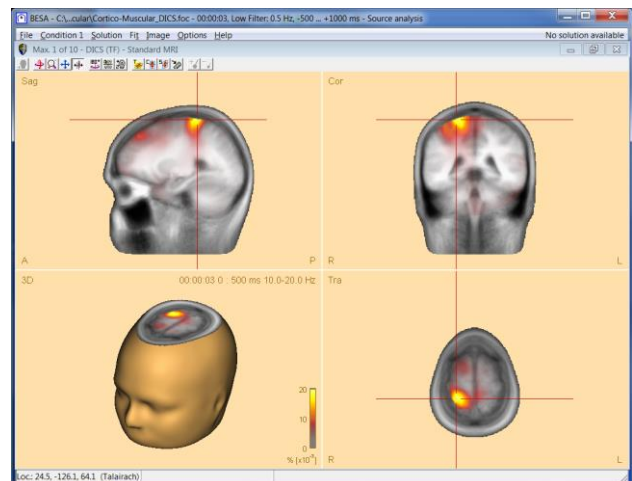 BESA - C:\...cular\Cortico-Muscular_DICS.foc - 00:00:03, Low Filter; 0.5 Hz, -500 ... +1000 ms - Source analysis
File Condition 1 Solution Fit Image Options Help No solution available
Max. 1 of 10 - DICS (TF) - Standard MRI
Sag
Cor
A P
R L
3D 00:00:03 0 : 500 ms 10.0-20.0 Hz
Tra
20
10
0
% [x10⁻³]
R L
Loc.: 24.5, -126.1, 64.1 (Talairach)